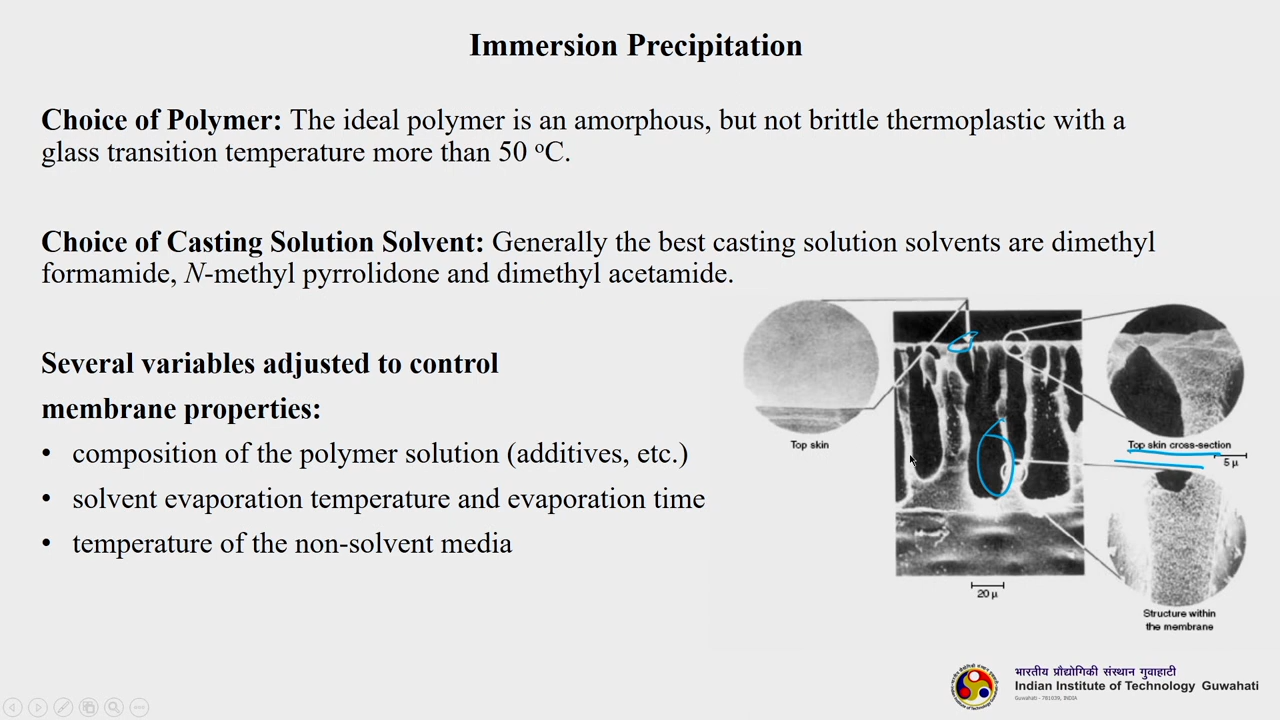 Immersion Precipitation
Choice of Polymer: The ideal polymer is an amorphous, but not brittle thermoplastic with a
glass transition temperature more than 50 ᵒC.
Choice of Casting Solution Solvent: Generally the best casting solution solvents are dimethyl
formamide, N-methyl pyrrolidone and dimethyl acetamide.
Several variables adjusted to control
membrane properties:
• composition of the polymer solution (additives, etc.)
• solvent evaporation temperature and evaporation time
• temperature of the non-solvent media
Top skin
Top skin cross-section
5 μ
20 μ
Structure within
the membrane
भारतीय प्रौद्योगिकी संस्थान गुवाहाटी
Indian Institute of Technology Guwahati
Guwahati - 781039, INDIA